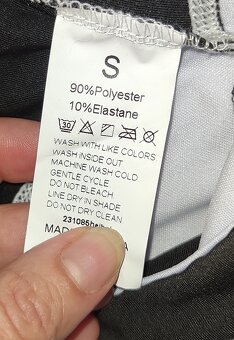 S
90%Polyester
10%Elastane
30
WASH WITH LIKE COLORS
WASH INSIDE OUT
MACHINE WASH COLD
GENTLE CYCLE
DO NOT BLEACH
LINE DRY IN SHADE
DO NOT DRY CLEAN